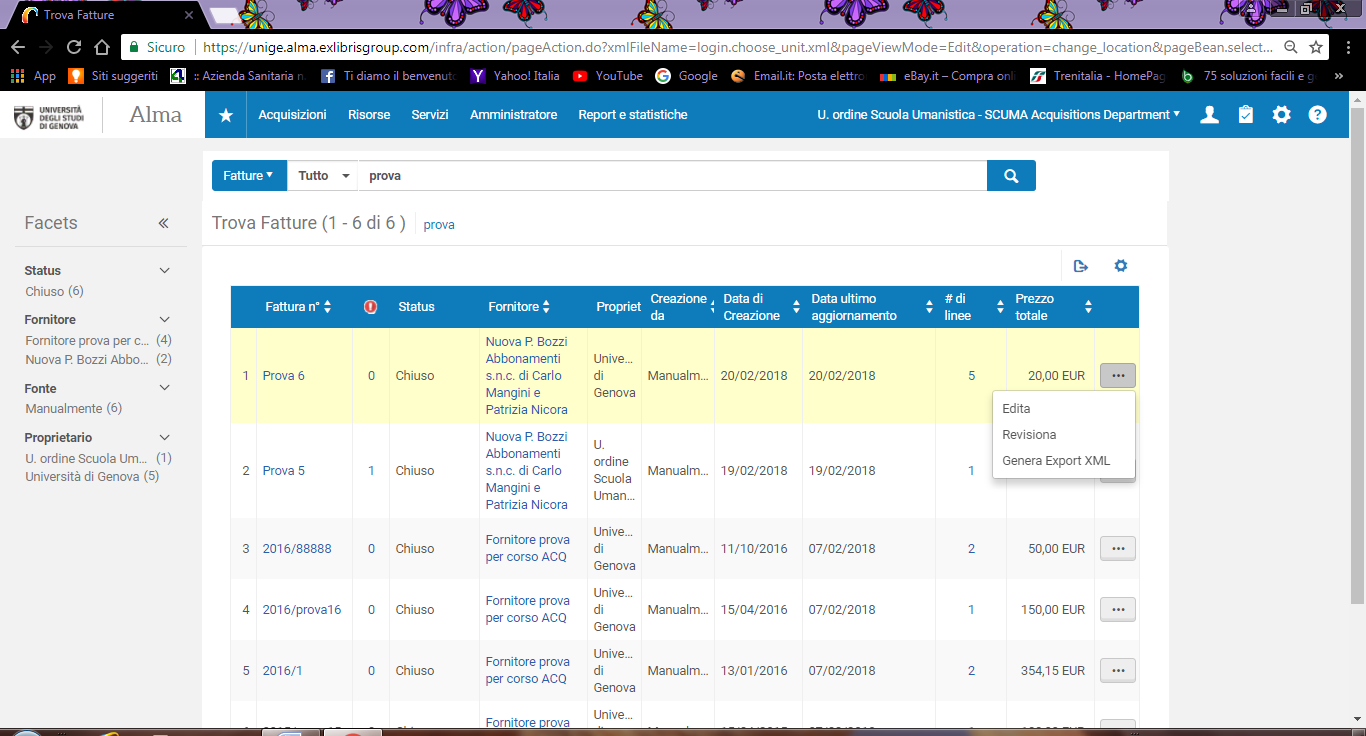 Trova Fatture
Sicuro
https://unige.alma.exlibrisgroup.com/infra/action/pageAction.do?xmlFileName=login.choose_unit.xml&pageViewMode=Edit&operation=change_location&pageBean.select...
App
Siti suggeriti
:: Azienda Sanitaria n.
Ti diamo il benvenuto
Yahoo! Italia
YouTube
Google
Email.it: Posta elettro
eBay.it – Compra onl
Trenitalia - HomePag
75 soluzioni facili e g
UNIVERSITÀ
DEGLI STUDI
DI GENOVA
Alma
Acquisizioni
Risorse
Servizi
Amministratore
Report e statistiche
U. ordine Scuola Umanistica - SCUMA Acquisitions Department
Fatture
Tutto
prova
Facets
Trova Fatture (1 - 6 di 6 )
prova
Status
Chiuso (6)
Fornitore
Fornitore prova per c... (4)
Nuova P. Bozzi Abbo... (2)
Fonte
Manualmente (6)
Proprietario
U. ordine Scuola Um... (1)
Università di Genova (5)
Fattura n°
Status
Fornitore
Propriet
Creazione
da
Data di
Creazione
Data ultimo
aggiornamento
# di
linee
Prezzo
totale
1
Prova 6
0
Chiuso
Nuova P. Bozzi
Abbonamenti
s.n.c. di Carlo
Mangini e
Patrizia Nicora
Unive...
di
Genova
Manualm...
20/02/2018
20/02/2018
5
20,00 EUR
Edita
Revisiona
Genera Export XML
2
Prova 5
1
Chiuso
Nuova P. Bozzi
Abbonamenti
s.n.c. di Carlo
Mangini e
Patrizia Nicora
U.
ordine
Scuola
Uman...
Manualm...
19/02/2018
19/02/2018
1
3
2016/88888
0
Chiuso
Fornitore prova
per corso ACQ
Unive...
di
Genova
Manualm...
11/10/2016
07/02/2018
2
50,00 EUR
4
2016/prova16
0
Chiuso
Fornitore prova
per corso ACQ
Unive...
di
Genova
Manualm...
15/04/2016
07/02/2018
1
150,00 EUR
5
2016/1
0
Chiuso
Fornitore prova
per corso ACQ
Unive...
di
Genova
Manualm...
13/01/2016
07/02/2018
2
354,15 EUR
Fornitore prova
Unive...